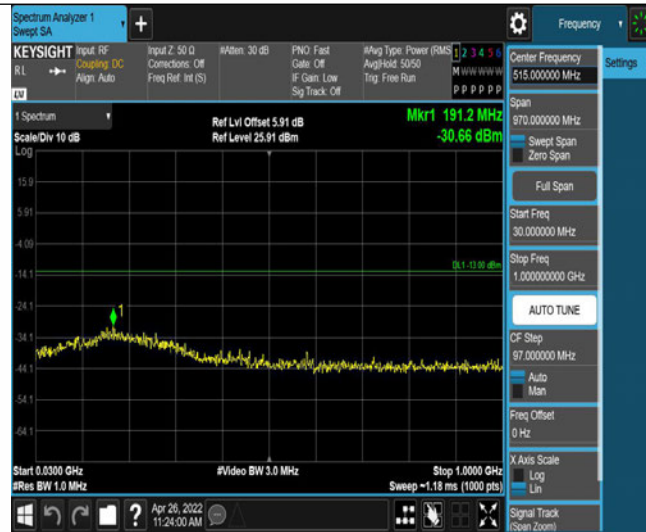 Spectrum Analyzer 1
Swept SA
+
Frequency
KEYSIGHT
RL
Input: RF
Coupling: DC
Align: Auto
Input Z: 50 Ω
Corrections: Off
Freq Ref: Int (S)
#Atten: 30 dB
PNO: Fast
Gate: Off
IF Gain: Low
Sig Track: Off
#Avg Type: Power (RMS
Avg|Hold: 50/50
Trig: Free Run
1 2 3 4 5 6
M W W W W W
P P P P P P
1 Spectrum
Scale/Div 10 dB
Log
Ref Lvl Offset 5.91 dB
Ref Level 25.91 dBm
Mkr1 191.2 MHz
-30.66 dBm
15.9
5.91
-4.09
-14.1
-24.1
-34.1
-44.1
-54.1
-64.1
DL1 -13.00 dBm
1
Start 0.0300 GHz
#Res BW 1.0 MHz
#Video BW 3.0 MHz
Stop 1.0000 GHz
Sweep ~1.18 ms (1000 pts)
?
Apr 26, 2022
11:24:00 AM
Settings
Center Frequency
515.000000 MHz
Span
970.000000 MHz
Swept Span
Zero Span
Full Span
Start Freq
30.000000 MHz
Stop Freq
1.000000000 GHz
AUTO TUNE
CF Step
97.000000 MHz
Auto
Man
Freq Offset
0 Hz
X Axis Scale
Log
Lin
Signal Track
(Span Zoom)